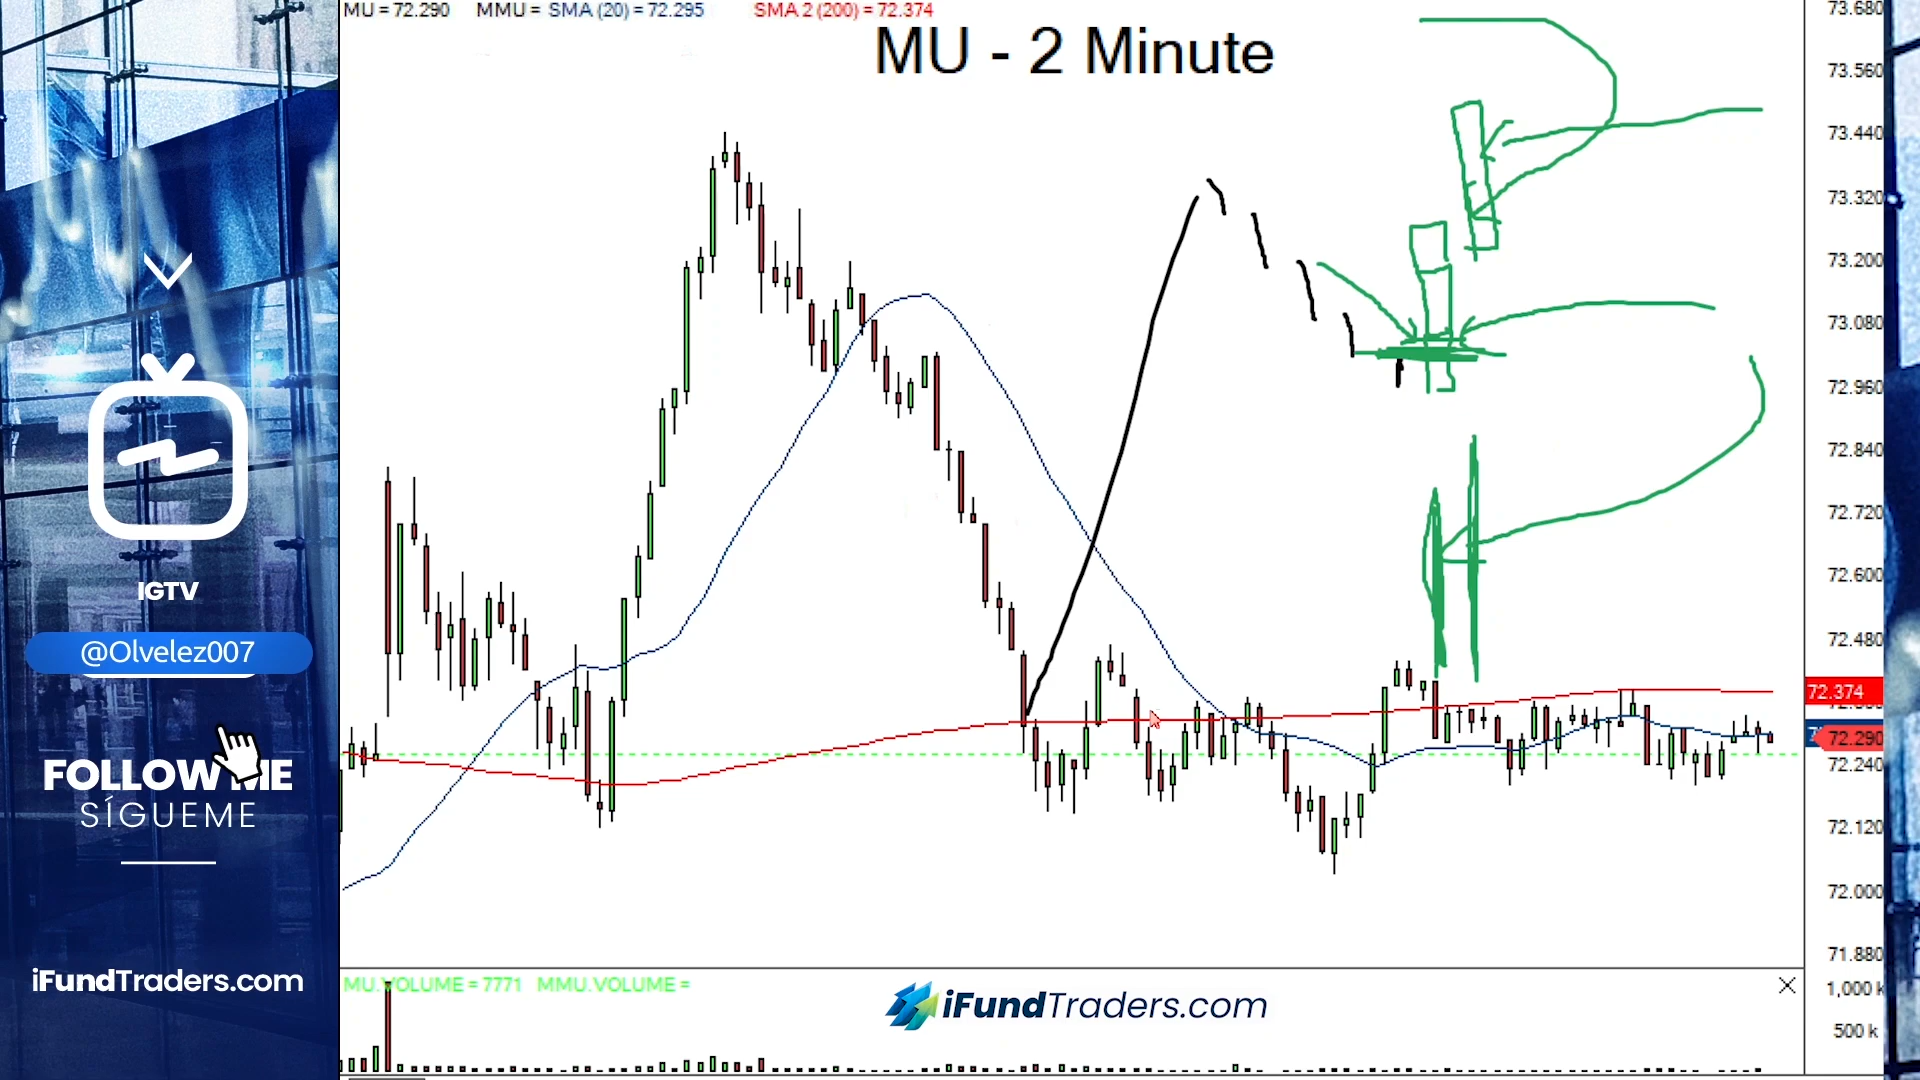 MU = 72.290 MMU = SMA (20) = 72.295 SMA 2 (200) = 72.374
MU - 2 Minute
73.680
73.560
73.440
73.320
73.200
73.080
72.960
72.840
72.720
72.600
72.480
72.374
72.290
72.240
72.120
72.000
71.880
IGTV
@Olvelez007
FOLLOW ME
SÍGUEME
iFundTraders.com
MU.VOLUME = 7771 MMU.VOLUME =
iFundTraders.com
1,000 k
500 k